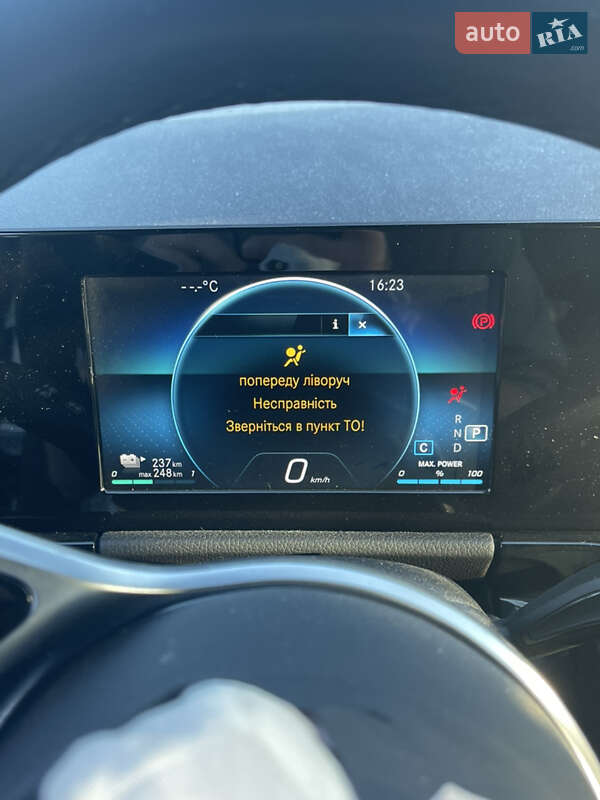 auto RIA .com
--.-°C 16:23
i ×
P
попереду ліворуч
Несправність
Зверніться в пункт ТО!
R
N P
D
C
237 km
max 248 km
0 1
0 km/h
MAX. POWER
0 % 100